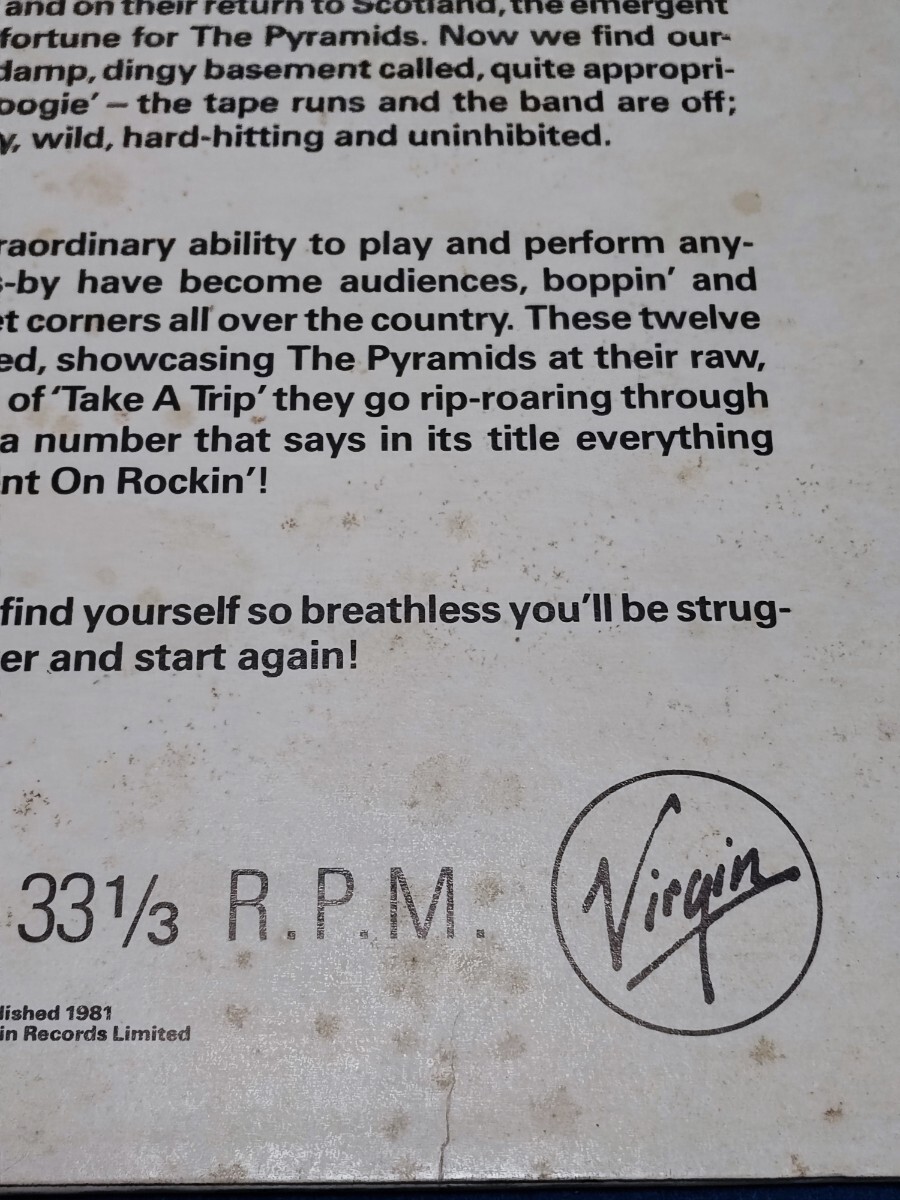 and on their return to Scotland, the emergent
fortune for The Pyramids. Now we find our-
damp, dingy basement called, quite appropri-
oogie' – the tape runs and the band are off;
y, wild, hard-hitting and uninhibited.
raordinary ability to play and perform any-
s-by have become audiences, boppin' and
et corners all over the country. These twelve
ed, showcasing The Pyramids at their raw,
of 'Take A Trip' they go rip-roaring through
a number that says in its title everything
nt On Rockin'!
find yourself so breathless you'll be strug-
er and start again!
33⅓ R.P.M.
Virgin
lished 1981
in Records Limited